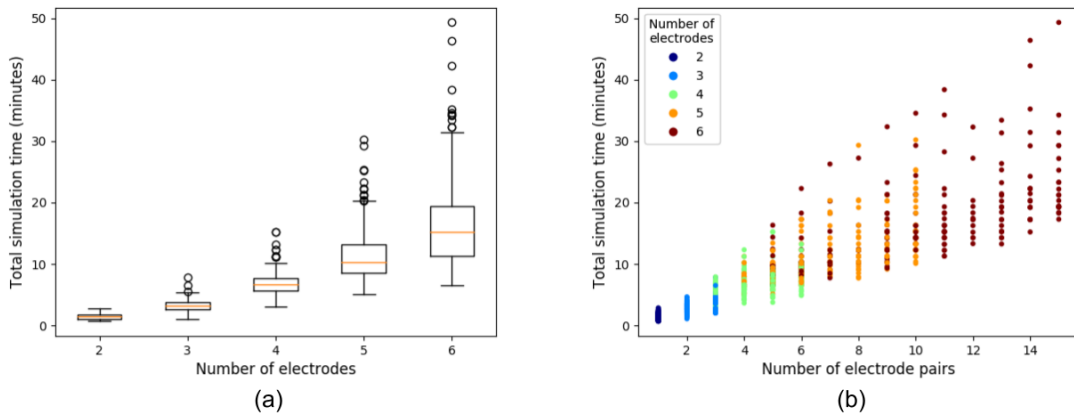 Total simulation time (minutes)
50
40
30
20
10
0
2 3 4 5 6
Number of electrodes
(a)
Total simulation time (minutes)
50
40
30
20
10
0
Number of
electrodes
2
3
4
5
6
2 4 6 8 10 12 14
Number of electrode pairs
(b)